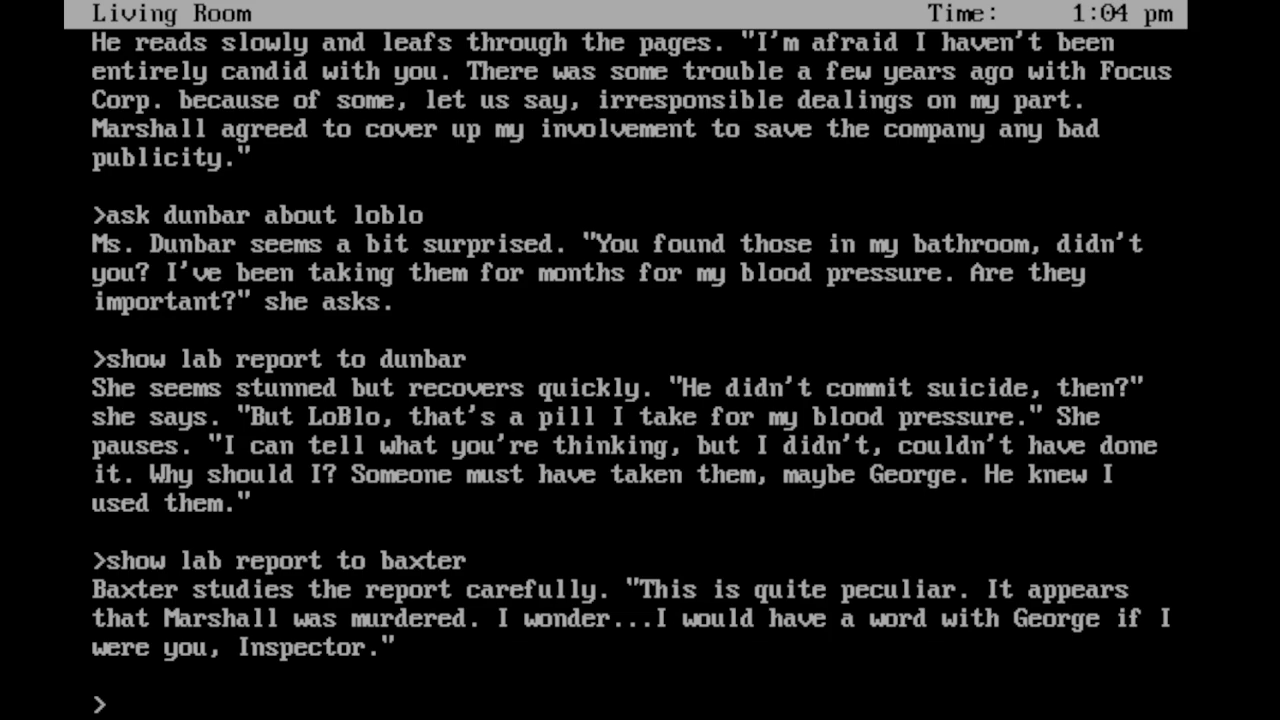 Living Room Time: 1:04 pm
He reads slowly and leafs through the pages. "I'm afraid I haven't been
entirely candid with you. There was some trouble a few years ago with Focus
Corp. because of some, let us say, irresponsible dealings on my part.
Marshall agreed to cover up my involvement to save the company any bad
publicity."
>ask dunbar about loblo
Ms. Dunbar seems a bit surprised. "You found those in my bathroom, didn't
you? I've been taking them for months for my blood pressure. Are they
important?" she asks.
>show lab report to dunbar
She seems stunned but recovers quickly. "He didn't commit suicide, then?"
she says. "But LoBlo, that's a pill I take for my blood pressure." She
pauses. "I can tell what you're thinking, but I didn't, couldn't have done
it. Why should I? Someone must have taken them, maybe George. He knew I
used them."
>show lab report to baxter
Baxter studies the report carefully. "This is quite peculiar. It appears
that Marshall was murdered. I wonder...I would have a word with George if I
were you, Inspector."
>